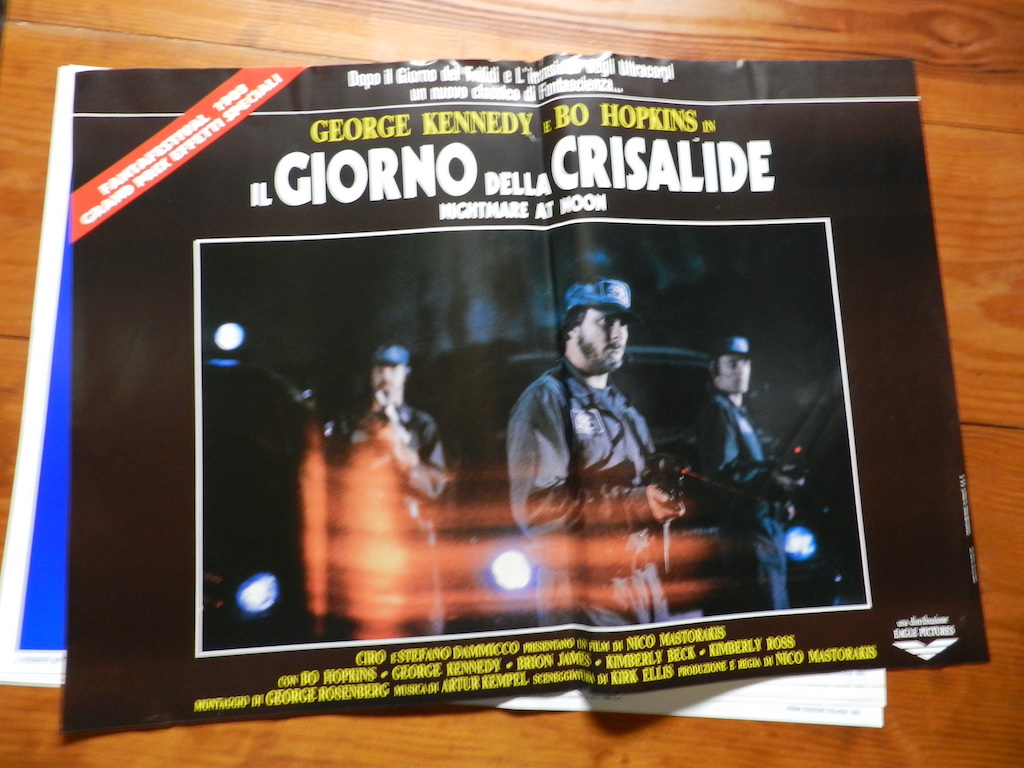 Dopo il Giorno dei Trifidi e L'invasione degli Ultracorpi
un nuovo classico di Fantascienza...
FANTAFESTIVAL 1988
GRAND PRIX EFFETTI SPECIALI
GEORGE KENNEDY E BO HOPKINS IN
IL GIORNO DELLA CRISALIDE
NIGHTMARE AT NOON
CIRO E STEFANO DAMMICCO PRESENTANO UN FILM DI NICO MASTORAKIS
CON BO HOPKINS • GEORGE KENNEDY • BRION JAMES • KIMBERLY BECK • KIMBERLY ROSS
MONTAGGIO DI GEORGE ROSENBERG MUSICA DI ARTUR KEMPEL SCENEGGIATURA DI KIRK ELLIS PRODUZIONE E REGIA DI NICO MASTORAKIS
una distribuzione
EAGLE PICTURES